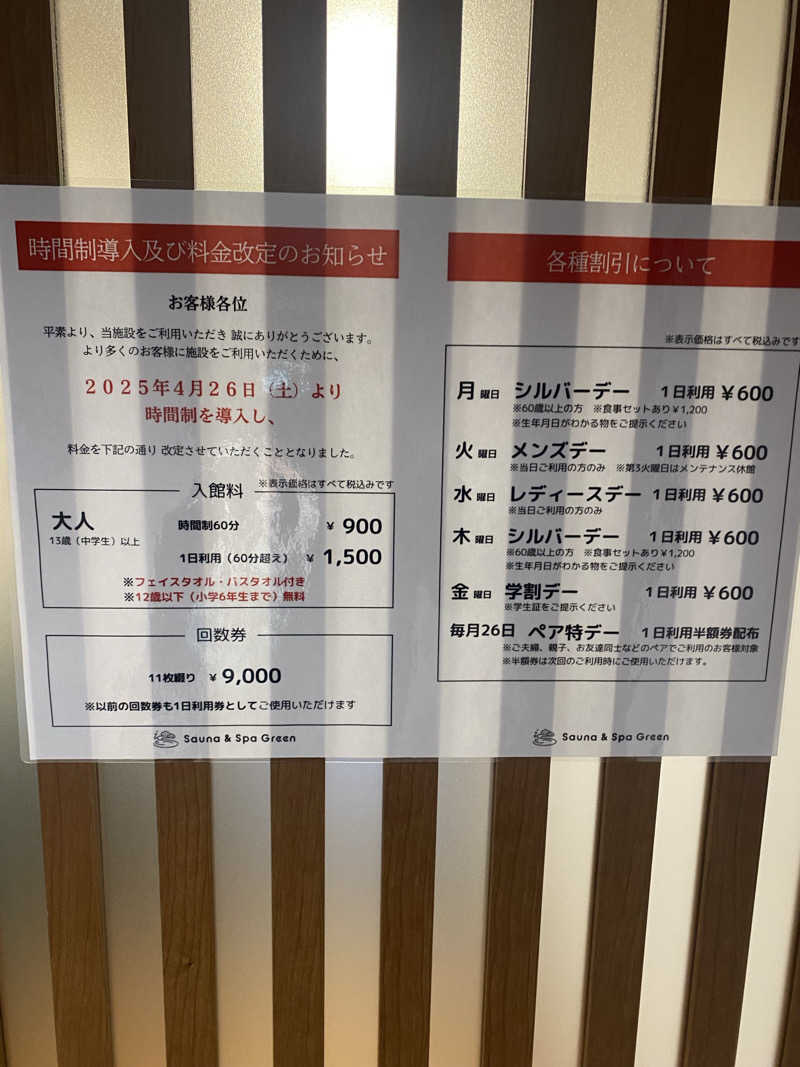 時間制導入及び料金改定のお知らせ
お客様各位
平素より、当施設をご利用いただき 誠にありがとうございます。
より多くのお客様に施設をご利用いただくために、
2025年4月26日（土）より
時間制を導入し、
料金を下記の通り 改定させていただくこととなりました。
※表示価格はすべて税込みです
入館料
大人
13歳（中学生）以上
時間制60分 ¥ 900
1日利用（60分超え） ¥ 1,500
※フェイスタオル・バスタオル付き
※12歳以下（小学6年生まで）無料
回数券
11枚綴り ¥ 9,000
※以前の回数券も1日利用券としてご使用いただけます
Sauna & Spa Green
各種割引について
※表示価格はすべて税込みです
月曜日 シルバーデー 1日利用 ¥600
※60歳以上の方 ※食事セットあり¥1,200
※生年月日がわかる物をご提示ください
火曜日 メンズデー 1日利用 ¥600
※当日ご利用の方のみ ※第3火曜日はメンテナンス休館
水曜日 レディースデー 1日利用 ¥600
※当日ご利用の方のみ
木曜日 シルバーデー 1日利用 ¥600
※60歳以上の方 ※食事セットあり¥1,200
※生年月日がわかる物をご提示ください
金曜日 学割デー 1日利用 ¥600
※学生証をご提示ください
毎月26日 ペア特デー 1日利用半額券配布
※ご夫婦、親子、お友達同士などのペアでご利用のお客様対象
※半額券は次回のご利用時にご使用いただけます。
Sauna & Spa Green